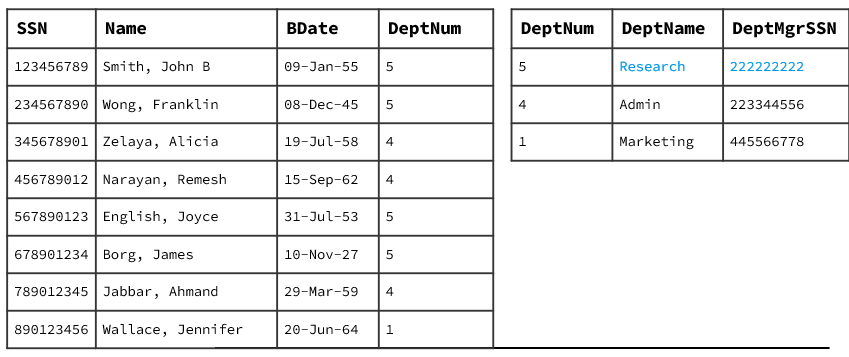 SSN Name BDate DeptNum
123456789 Smith, John B 09-Jan-55 5
234567890 Wong, Franklin 08-Dec-45 5
345678901 Zelaya, Alicia 19-Jul-58 4
456789012 Narayan, Remesh 15-Sep-62 4
567890123 English, Joyce 31-Jul-53 5
678901234 Borg, James 10-Nov-27 5
789012345 Jabbar, Ahmand 29-Mar-59 4
890123456 Wallace, Jennifer 20-Jun-64 1
DeptNum DeptName DeptMgrSSN
5 Research 222222222
4 Admin 223344556
1 Marketing 445566778